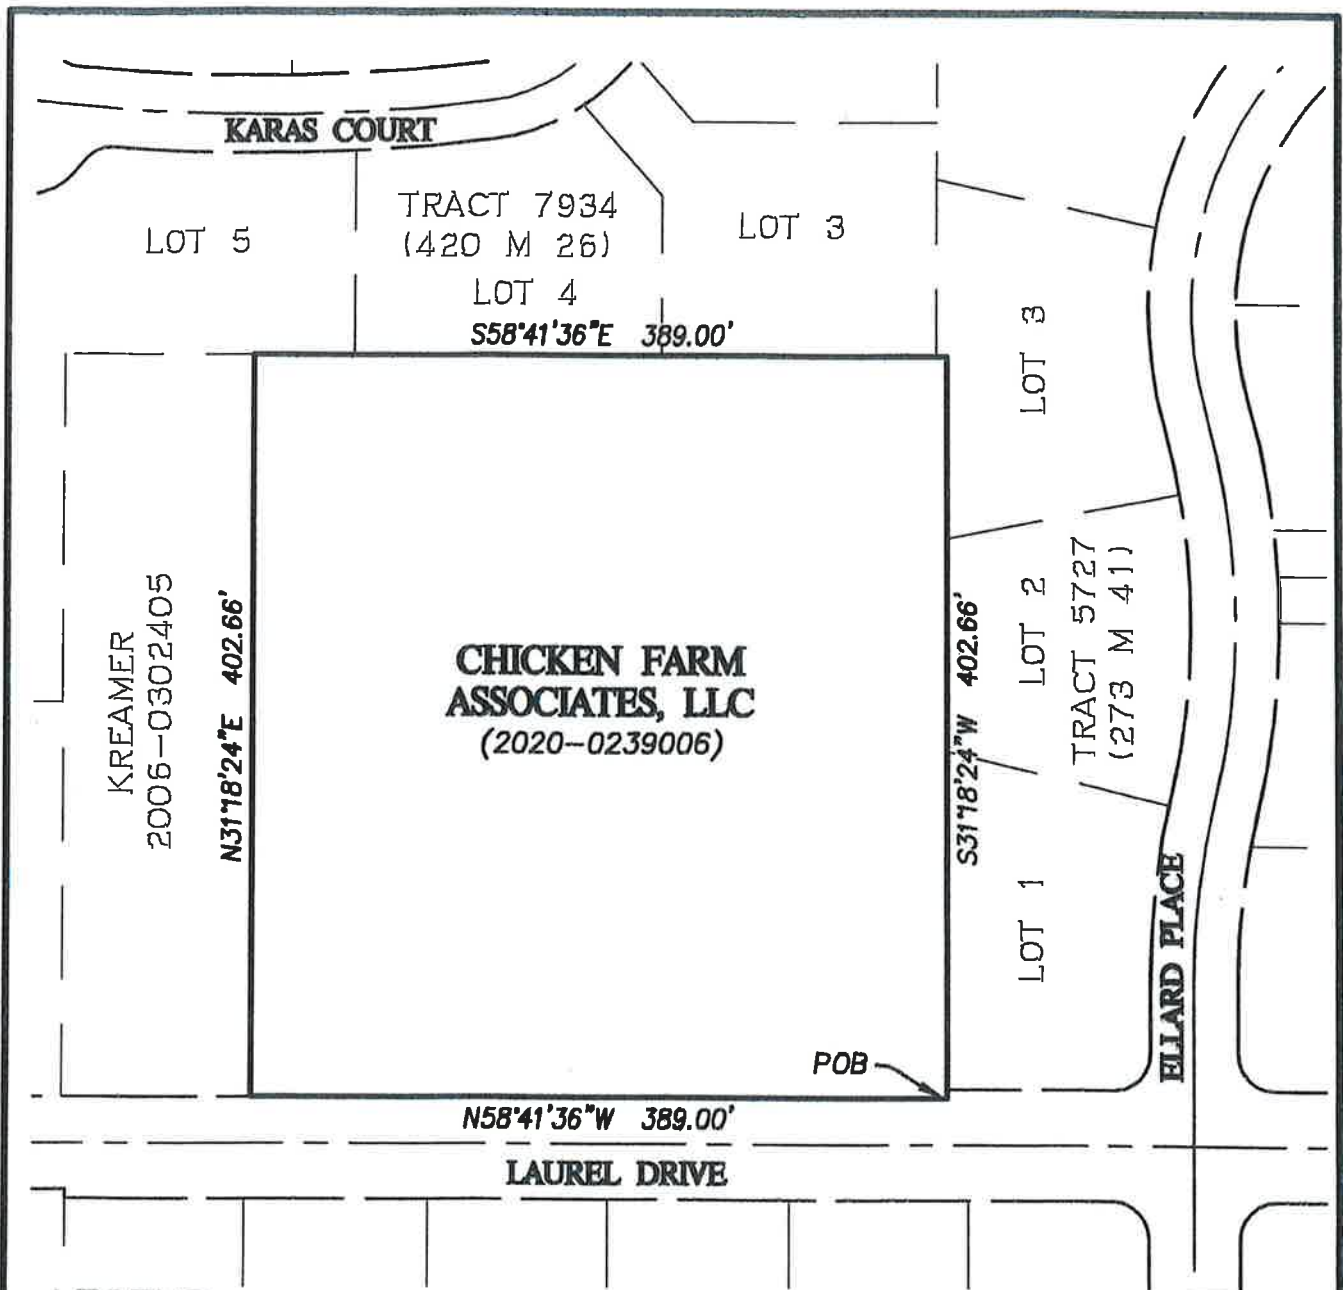 KARAS COURT
TRACT 7934
(420 M 26)
LOT 5
LOT 4
LOT 3
S58°41'36"E 389.00'
LOT 3
KREAMER
2006-0302405
N31°18'24"E 402.66'
CHICKEN FARM
ASSOCIATES, LLC
(2020-0239006)
S31°18'24"W 402.66'
LOT 2
TRACT 5727
(273 M 41)
LOT 1
ELLARD PLACE
POB
N58°41'36"W 389.00'
LAUREL DRIVE